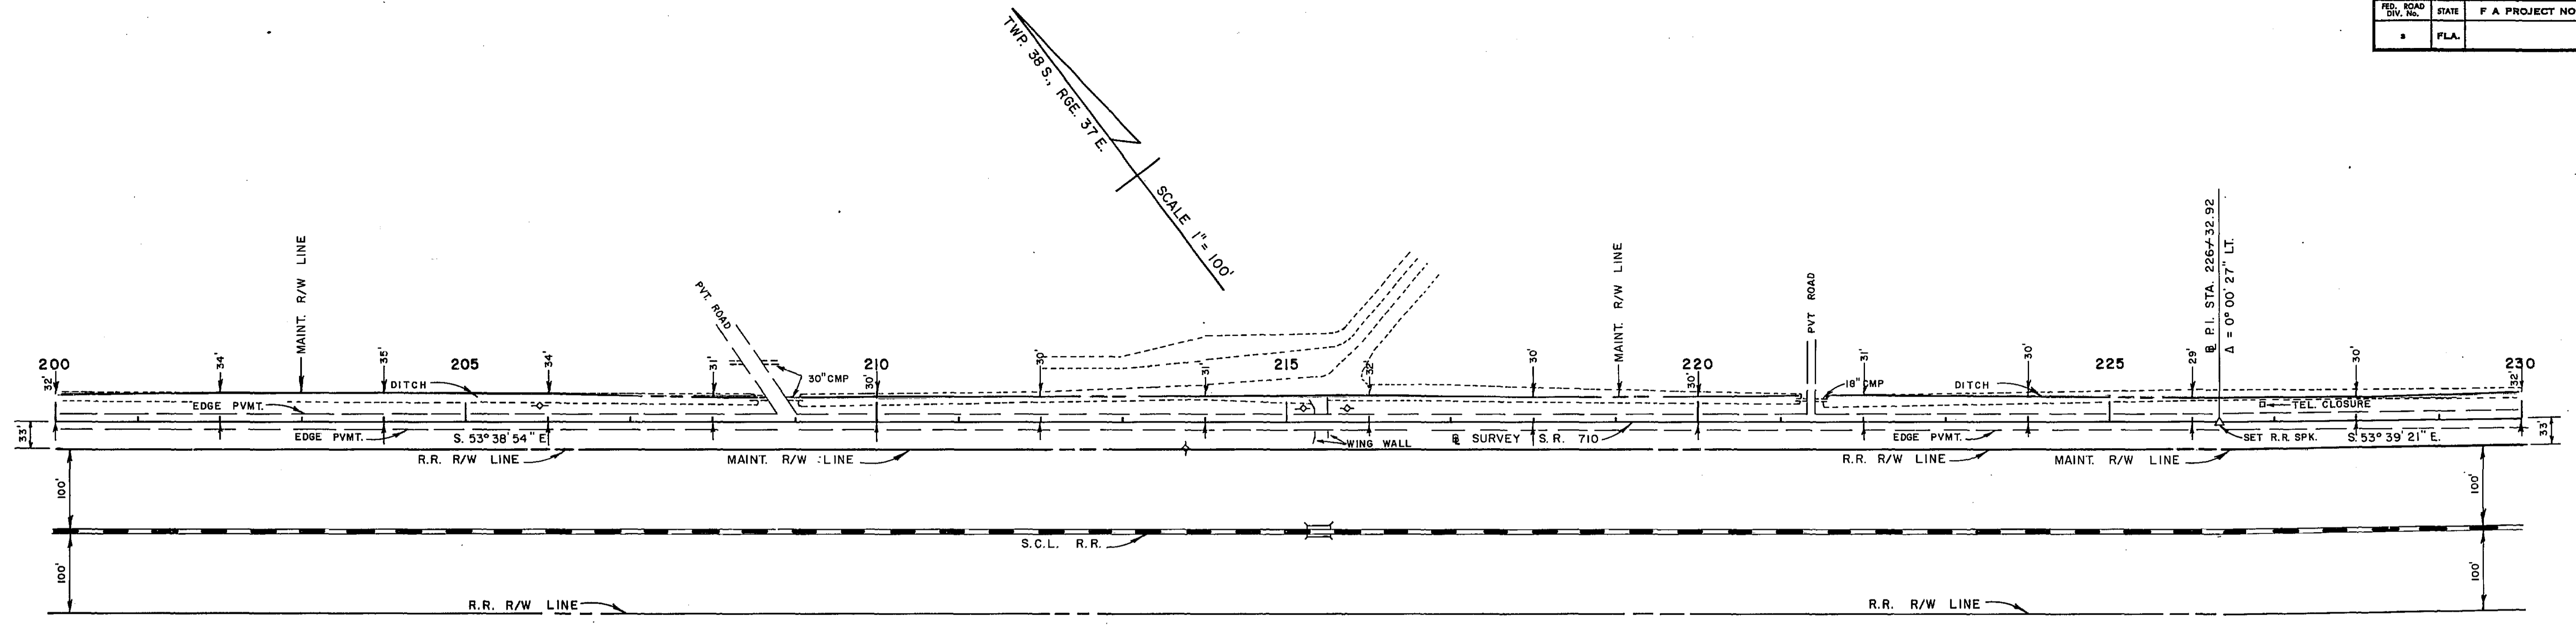 FED. ROAD DIV. No.
STATE
F A PROJECT NO
3
FLA.
TWP. 38 S., RGE. 37 E.
SCALE 1" = 100'
MAINT. R/W LINE
PVT. ROAD
MAINT. R/W LINE
PVT ROAD
℄ P.I. STA. 226+32.92
Δ = 0° 00' 27" LT.
200
205
210
215
220
225
230
32'
34'
35'
34'
31'
30'
30'
31'
32'
30'
30'
31'
30'
29'
30'
32'
DITCH
30" CMP
18" CMP
DITCH
EDGE PVMT.
TEL. CLOSURE
33'
EDGE PVMT.
S. 53° 38' 54" E.
WING WALL
℄ SURVEY S.R. 710
EDGE PVMT.
SET R.R. SPK.
S. 53° 39' 21" E.
33'
R.R. R/W LINE
MAINT. R/W LINE
R.R. R/W LINE
MAINT. R/W LINE
100'
100'
S.C.L. R.R.
100'
100'
R.R. R/W LINE
R.R. R/W LINE